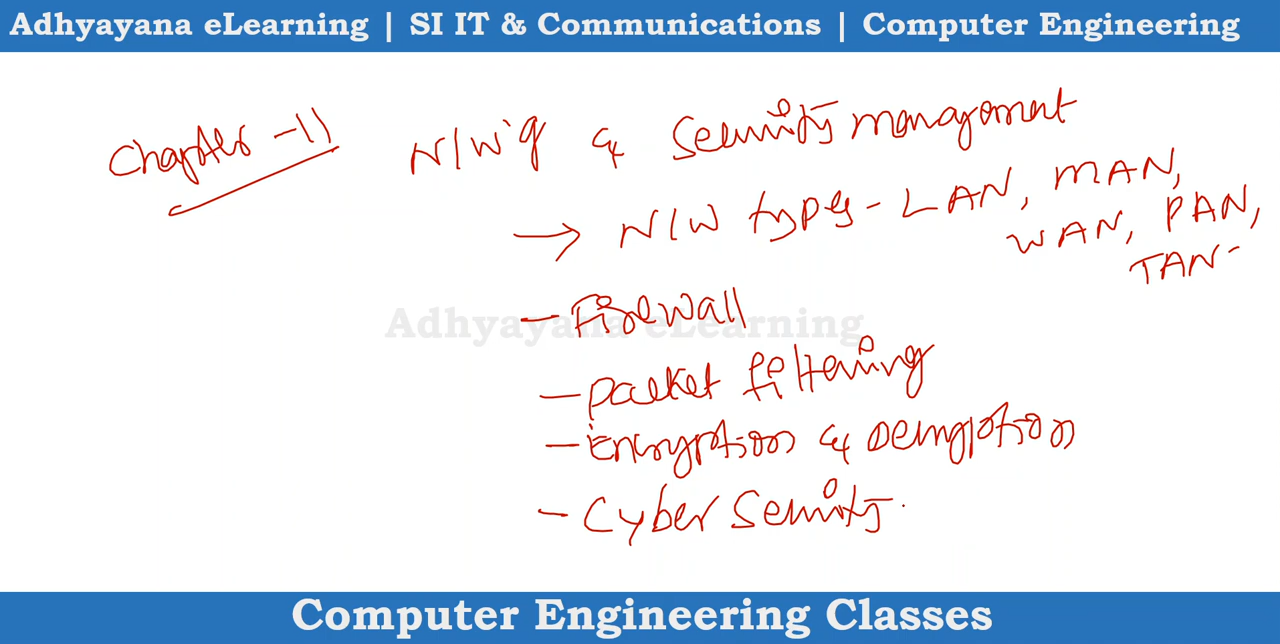 Adhyayana eLearning | SI IT & Communications | Computer Engineering
Chapter -11 N/W'g & Security management
→ N/W types - LAN, MAN,
WAN, PAN,
TAN -
- Firewall
Adhyayana eLearning
- Packet filtering
- Encryption & Decryption
- Cyber Security.
Computer Engineering Classes